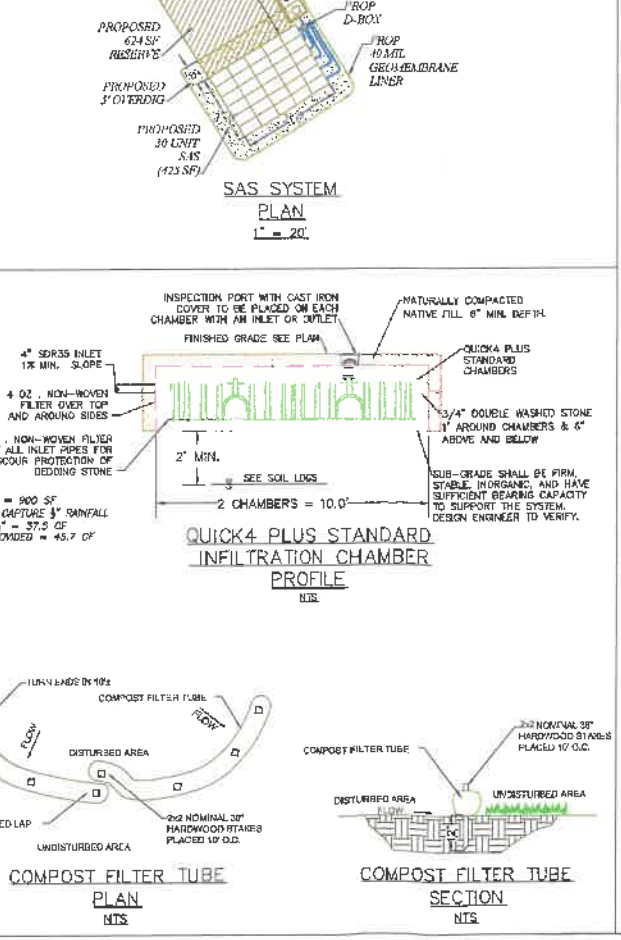 PROP
D-BOX
PROPOSED
624 SF
RESERVE
PROP
40 MIL
GEOMEMBRANE
LINER
PROPOSED
5' OVERDIG
PROPOSED
30 UNIT
SAS
(423 SF)
SAS SYSTEM
PLAN
1" = 20'
INSPECTION PORT WITH CAST IRON
COVER TO BE PLACED ON EACH
CHAMBER WITH AN INLET OR OUTLET
FINISHED GRADE SEE PLAN
NATURALLY COMPACTED
NATIVE FILL 6" MIN. DEPTH.
QUICK4 PLUS
STANDARD
CHAMBERS
4" SDR35 INLET
1% MIN. SLOPE
4 OZ. NON-WOVEN
FILTER OVER TOP
AND AROUND SIDES
. NON-WOVEN FILTER
ALL INLET PIPES FOR
SCOUR PROTECTION OF
BEDDING STONE
3/4" DOUBLE WASHED STONE
1' AROUND CHAMBERS & 6"
ABOVE AND BELOW
2' MIN.
SEE SOIL LOGS
SUB-GRADE SHALL BE FIRM,
STABLE, INORGANIC, AND HAVE
SUFFICIENT BEARING CAPACITY
TO SUPPORT THE SYSTEM.
DESIGN ENGINEER TO VERIFY.
2 CHAMBERS = 10.0'
= 900 SF
CAPTURE ½" RAINFALL
" = 37.5 CF
OVIDED = 45.7 CF
QUICK4 PLUS STANDARD
INFILTRATION CHAMBER
PROFILE
NTS
TURN ENDS IN 10'±
COMPOST FILTER TUBE
FLOW
FLOW
DISTURBED AREA
2x2 NOMINAL 36"
HARDWOOD STAKES
PLACED 10' O.C.
ED LAP
UNDISTURBED AREA
COMPOST FILTER TUBE
PLAN
NTS
2x2 NOMINAL 36"
HARDWOOD STAKES
PLACED 10' O.C.
COMPOST FILTER TUBE
DISTURBED AREA
FLOW
UNDISTURBED AREA
COMPOST FILTER TUBE
SECTION
NTS